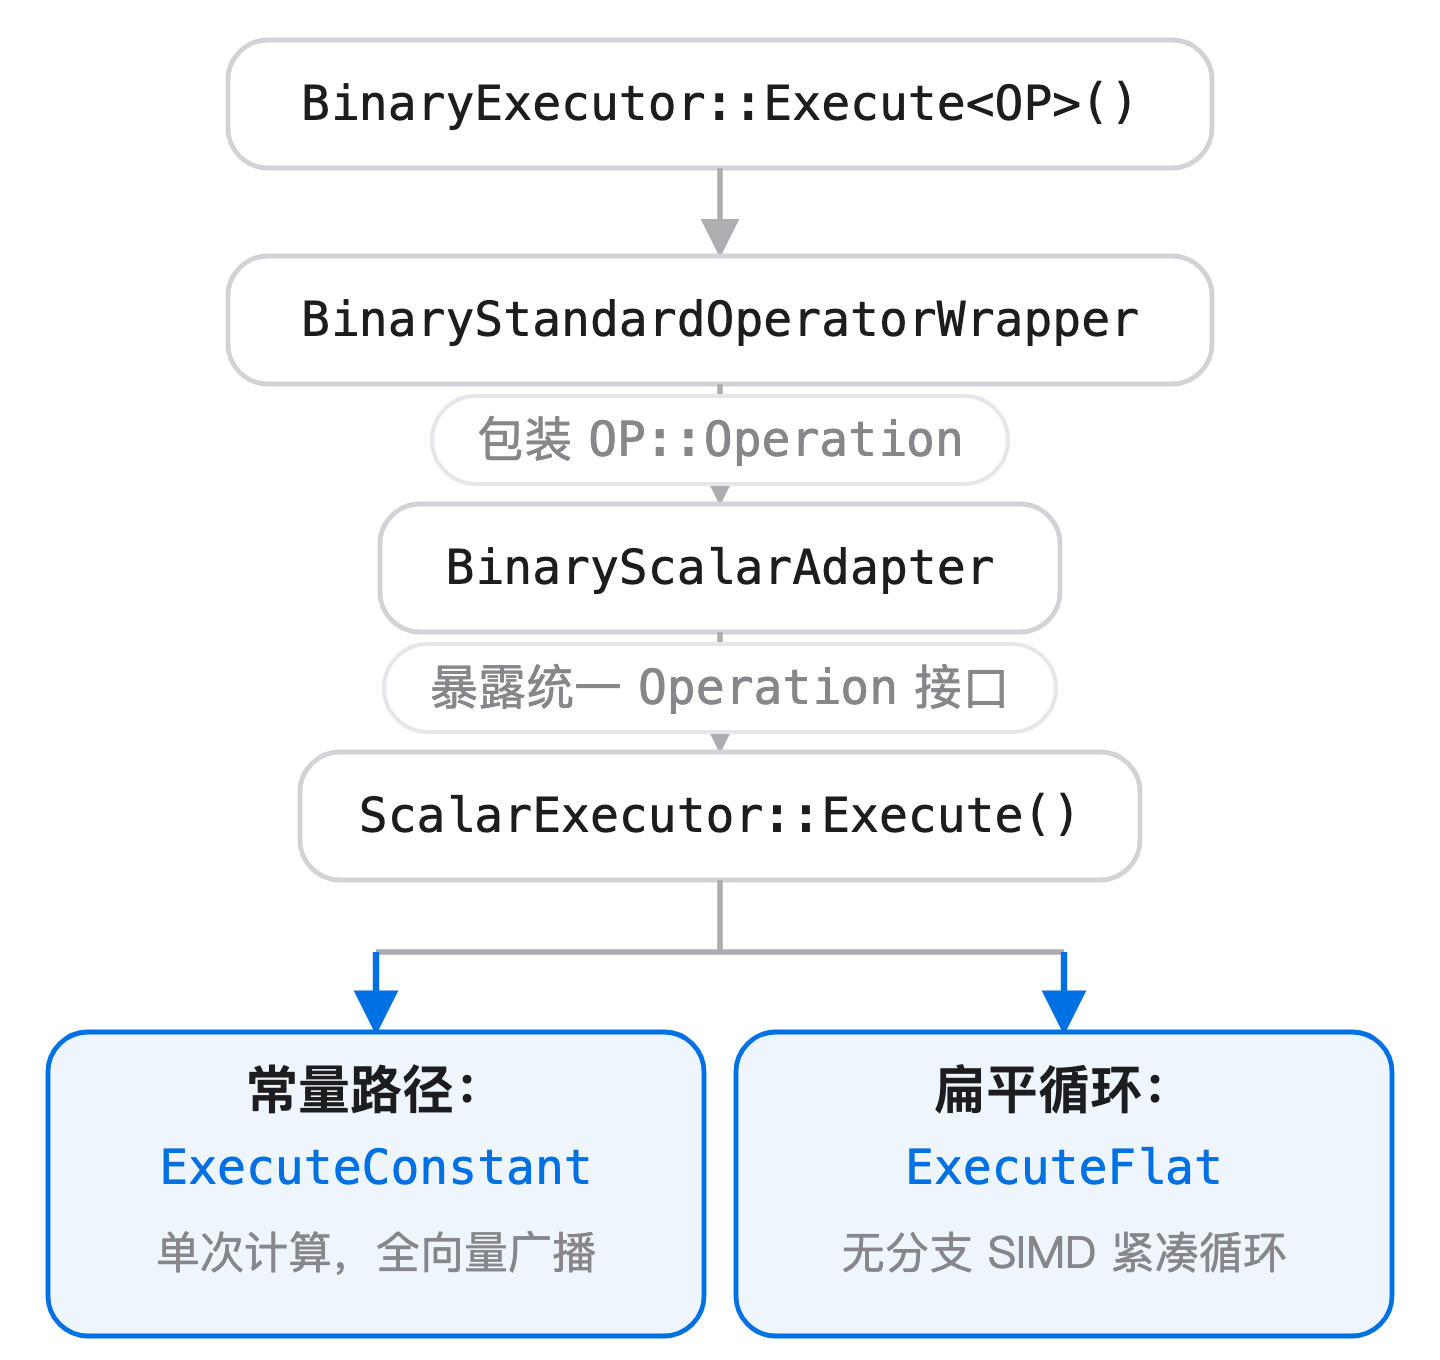 BinaryExecutor::Execute<OP>()
BinaryStandardOperatorWrapper
包装 OP::Operation
BinaryScalarAdapter
暴露统一 Operation 接口
ScalarExecutor::Execute()
常量路径：
ExecuteConstant
单次计算，全向量广播
扁平循环：
ExecuteFlat
无分支 SIMD 紧凑循环